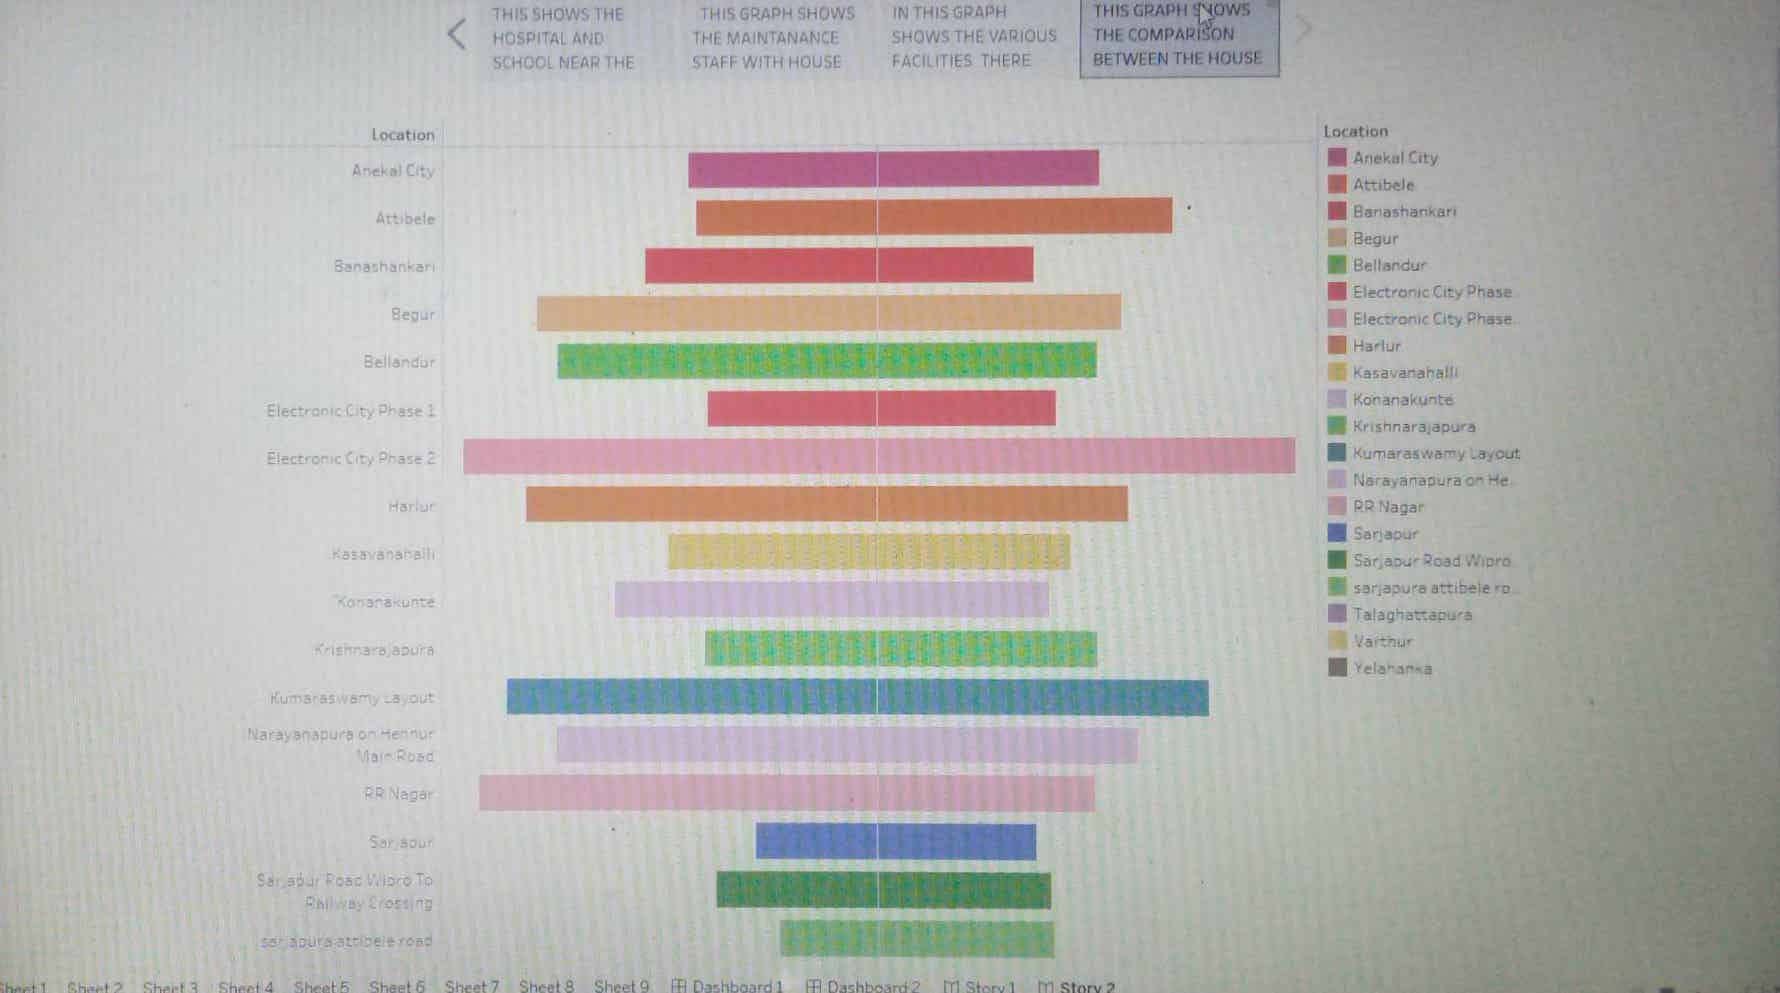 THIS SHOWS THE
HOSPITAL AND
SCHOOL NEAR THE
THIS GRAPH SHOWS
THE MAINTANANCE
STAFF WITH HOUSE
IN THIS GRAPH
SHOWS THE VARIOUS
FACILITIES THERE
THIS GRAPH SHOWS
THE COMPARISON
BETWEEN THE HOUSE
Location
Anekal City
Attibele
Banashankari
Begur
Bellandur
Electronic City Phase 1
Electronic City Phase 2
Harlur
Kasavanahalli
Konanakunte
Krishnarajapura
Kumaraswamy Layout
Narayanapura on Hennur
Main Road
RR Nagar
Sarjapur
Sarjapur Road Wipro To
Railway Crossing
sarjapura attibele road
Location
Anekal City
Attibele
Banashankari
Begur
Bellandur
Electronic City Phase..
Electronic City Phase..
Harlur
Kasavanahalli
Konanakunte
Krishnarajapura
Kumaraswamy Layout
Narayanapura on He..
RR Nagar
Sarjapur
Sarjapur Road Wipro..
sarjapura attibele ro..
Talaghattapura
Varthur
Yelahanka
Sheet 1 Sheet 2 Sheet 3 Sheet 4 Sheet 5 Sheet 6 Sheet 7 Sheet 8 Sheet 9 Dashboard 1 Dashboard 2 Story 1 Story 2